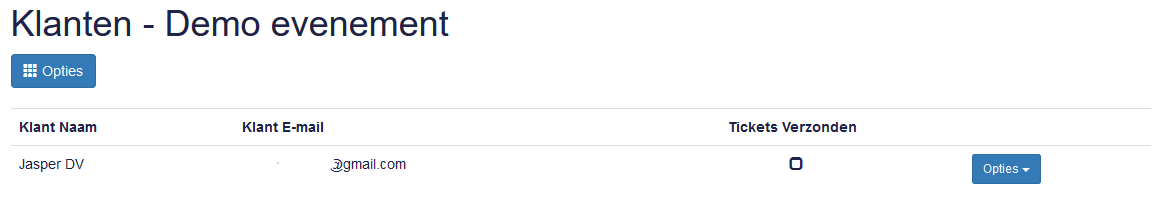 Klanten - Demo evenement
Opties
Klant Naam Klant E-mail Tickets Verzonden
Jasper DV @gmail.com Opties